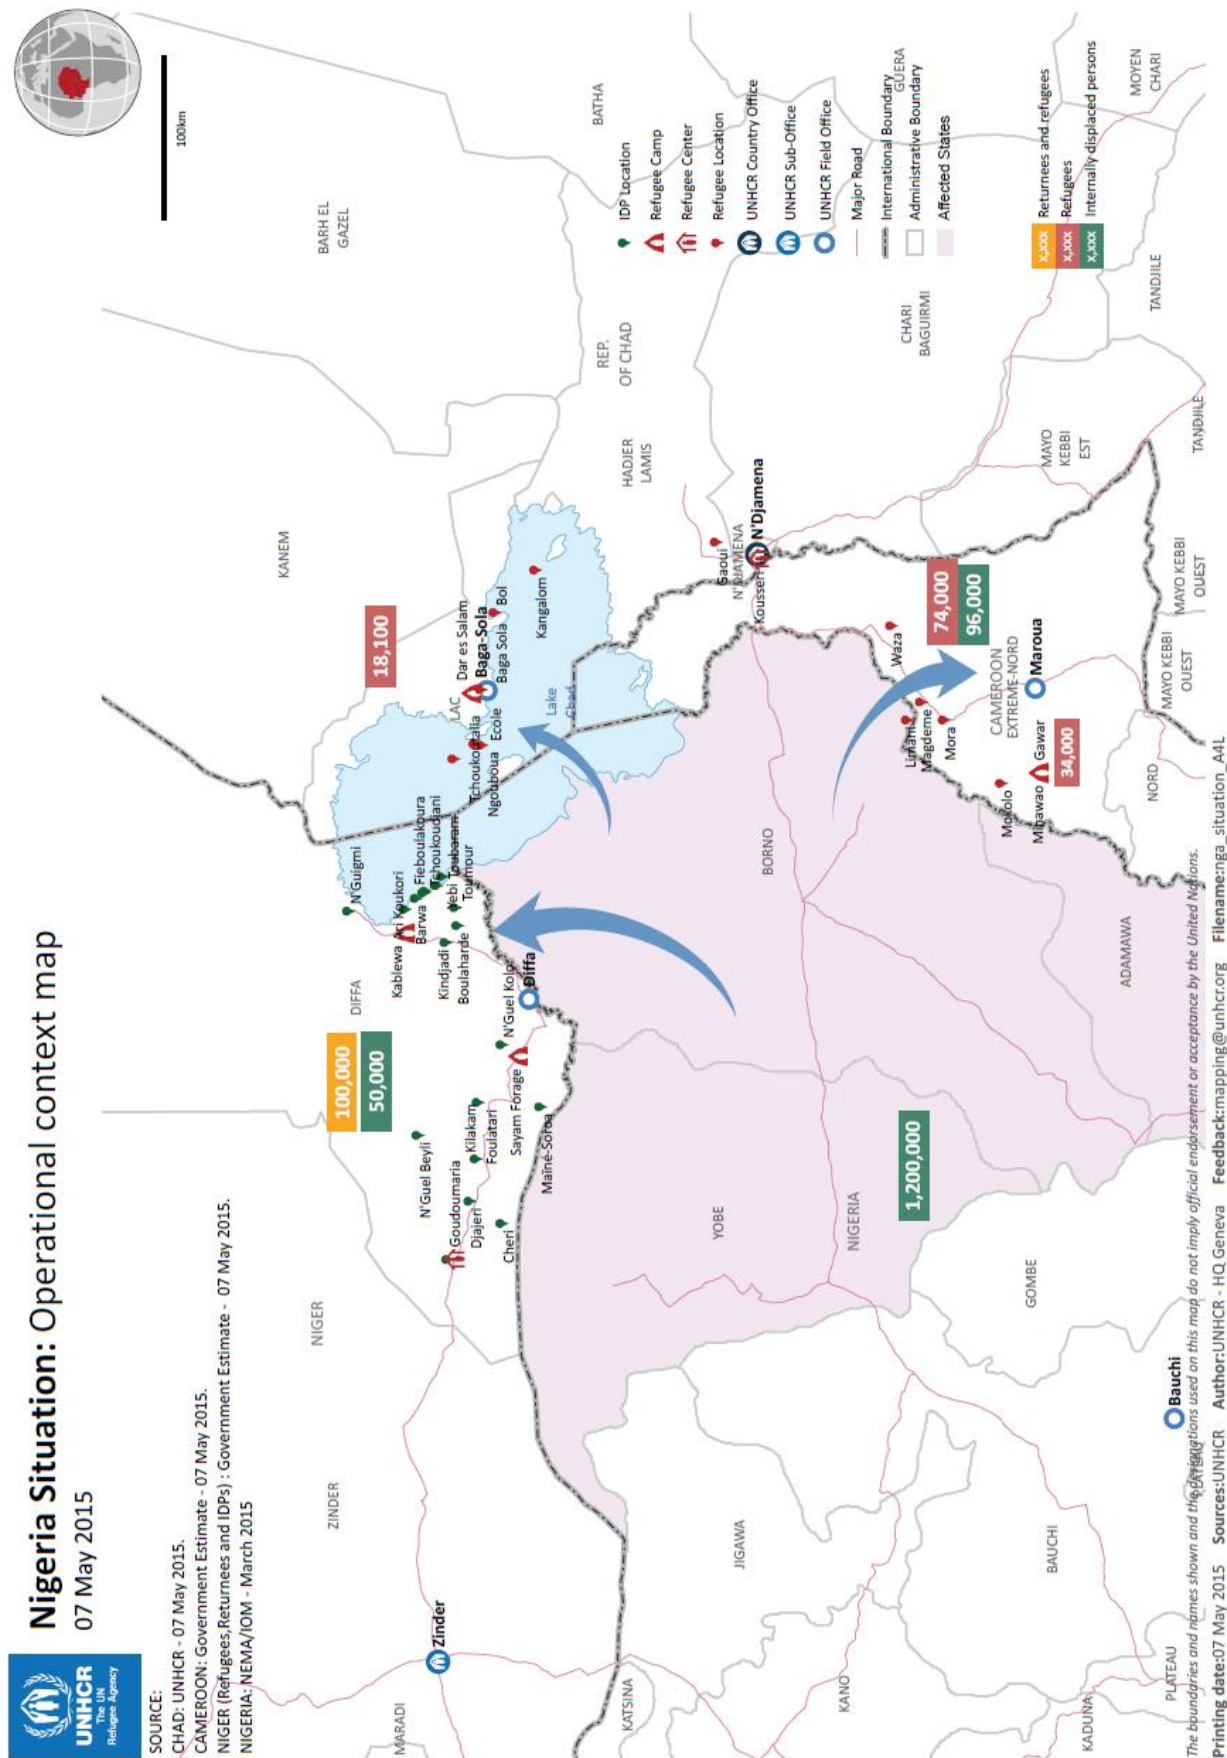 Nigeria Situation: Operational context map
07 May 2015
UNHCR
The UN
Refugee Agency
SOURCE:
CHAD: UNHCR - 07 May 2015.
CAMEROON: Government Estimate - 07 May 2015.
NIGER (Refugees,Returnees and IDPs) : Government Estimate - 07 May 2015.
NIGERIA: NEMA/IOM - March 2015
100km
KANEM
BARH EL
GAZEL
BATHA
NIGER
ZINDER
DIFFA
MARADI
Zinder
100,000
50,000
18,100
N'Guigmi
Kablewa
Ari Koukori
Barwa
Fieboulakoura
Tchoukoudjani
Yebi
Toubaram
Toumour
Kindjadi
Boulaharde
N'Guel Kolo
Diffa
N'Guel Beyli
Kilakam
Foulatari
Sayam Forage
Maïné-Soroa
Goudoumaria
Djajeri
Cheri
LAC
Dar es Salam
Baga-Sola
Baga Sola
Bol
Tchoukoutalia
Ngouboua
Ecole
Kangalom
Lake
Chad
REP.
OF CHAD
HADJER
LAMIS
Gaoui
N'DJAMENA
N'Djamena
Kousseri
CHARI
BAGUIRMI
GUERA
MOYEN
CHARI
TANDJILE
TANDJILE
MAYO
KEBBI
EST
MAYO KEBBI
OUEST
MAYO KEBBI
OUEST
NORD
74,000
96,000
CAMEROON
EXTREME-NORD
Maroua
Waza
Limani
Magdeme
Mora
Mokolo
Minawao
Gawar
34,000
BORNO
YOBE
NIGERIA
1,200,000
ADAMAWA
GOMBE
Bauchi
BAUCHI
JIGAWA
KATSINA
KANO
KADUNA
PLATEAU
IDP Location
Refugee Camp
Refugee Center
Refugee Location
UNHCR Country Office
UNHCR Sub-Office
UNHCR Field Office
Major Road
International Boundary
Administrative Boundary
Affected States
x,xxx Returnees and refugees
x,xxx Refugees
x,xxx Internally displaced persons
The boundaries and names shown and the designations used on this map do not imply official endorsement or acceptance by the United Nations.
Printing date:07 May 2015 Sources:UNHCR Author:UNHCR - HQ Geneva Feedback:mapping@unhcr.org Filename:nga_situation_A4L